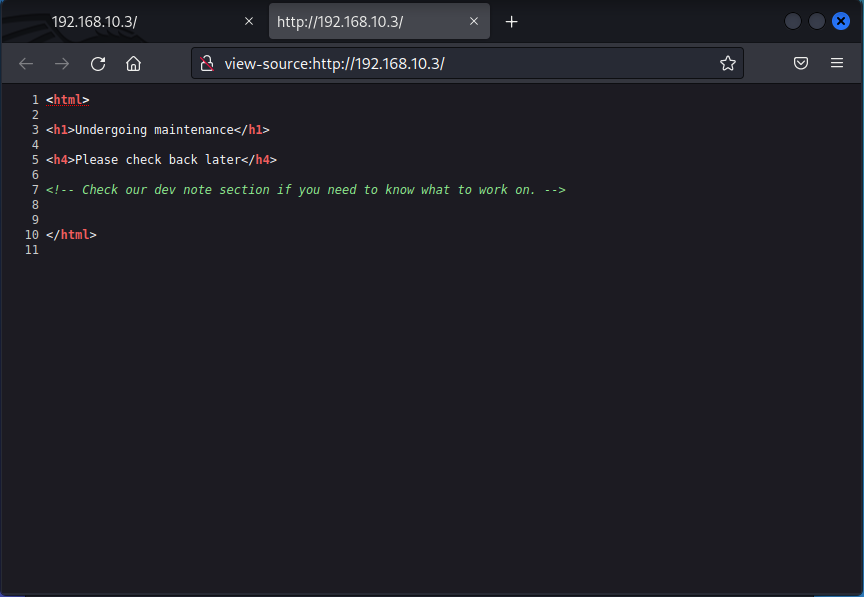 192.168.10.3/
http://192.168.10.3/
view-source:http://192.168.10.3/
1 <html>
2
3 <h1>Undergoing maintenance</h1>
4
5 <h4>Please check back later</h4>
6
7 <!-- Check our dev note section if you need to know what to work on. -->
8
9
10 </html>
11